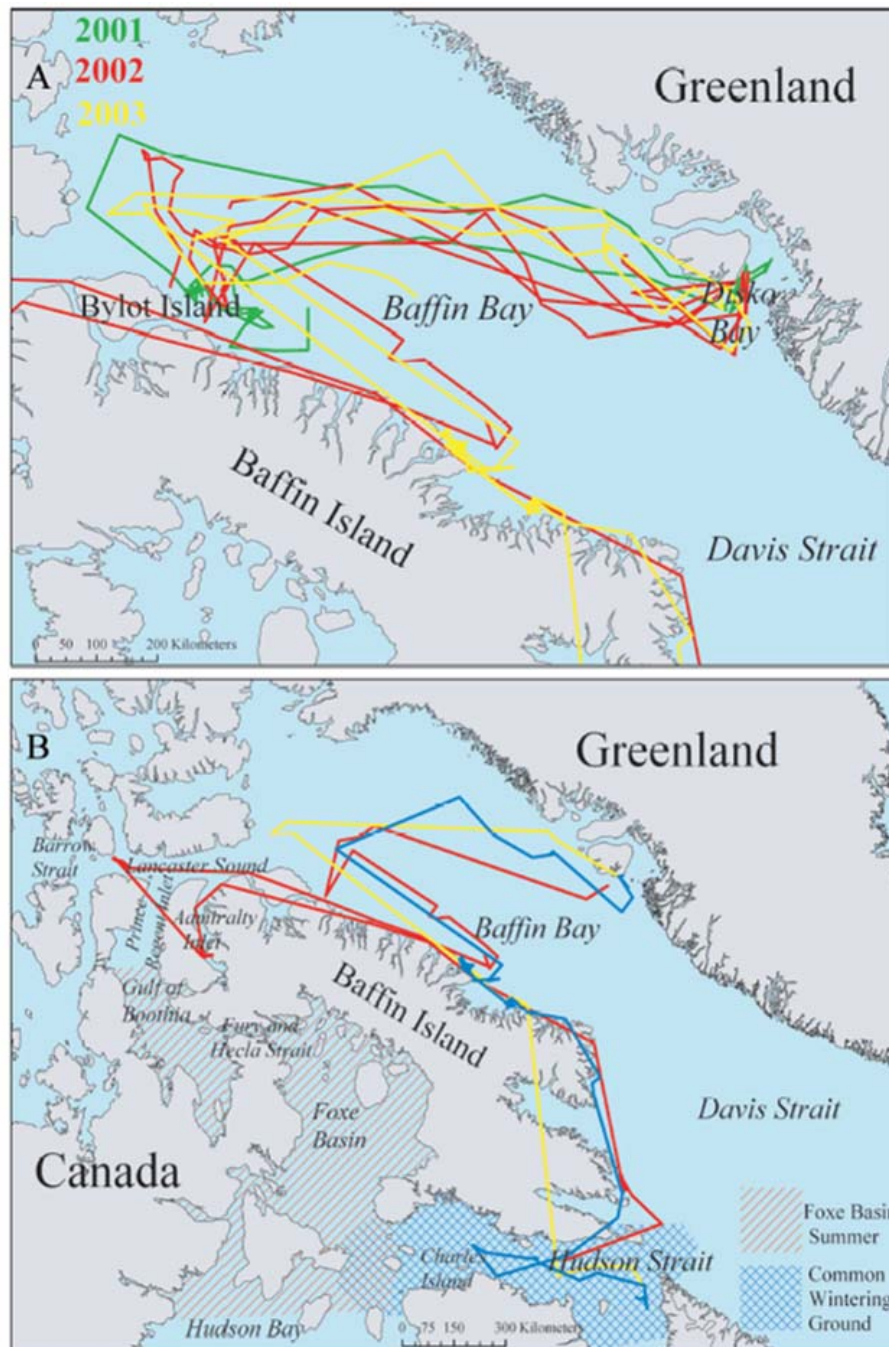 2001
A
2002
2003
Greenland
Bylot Island
Baffin Bay
Disko
Bay
Baffin Island
Davis Strait
0 50 100 200 Kilometers
B
Greenland
Barrow
Strait
Lancaster Sound
Prince
Regent Inlet
Admiralty
Inlet
Baffin Bay
Gulf of
Boothia
Baffin Island
Fury and
Hecla Strait
Foxe
Basin
Davis Strait
Canada
Foxe Basin
Summer
Charles
Island
Hudson Strait
Common
Wintering
Ground
Hudson Bay
0 75 150 300 Kilometers